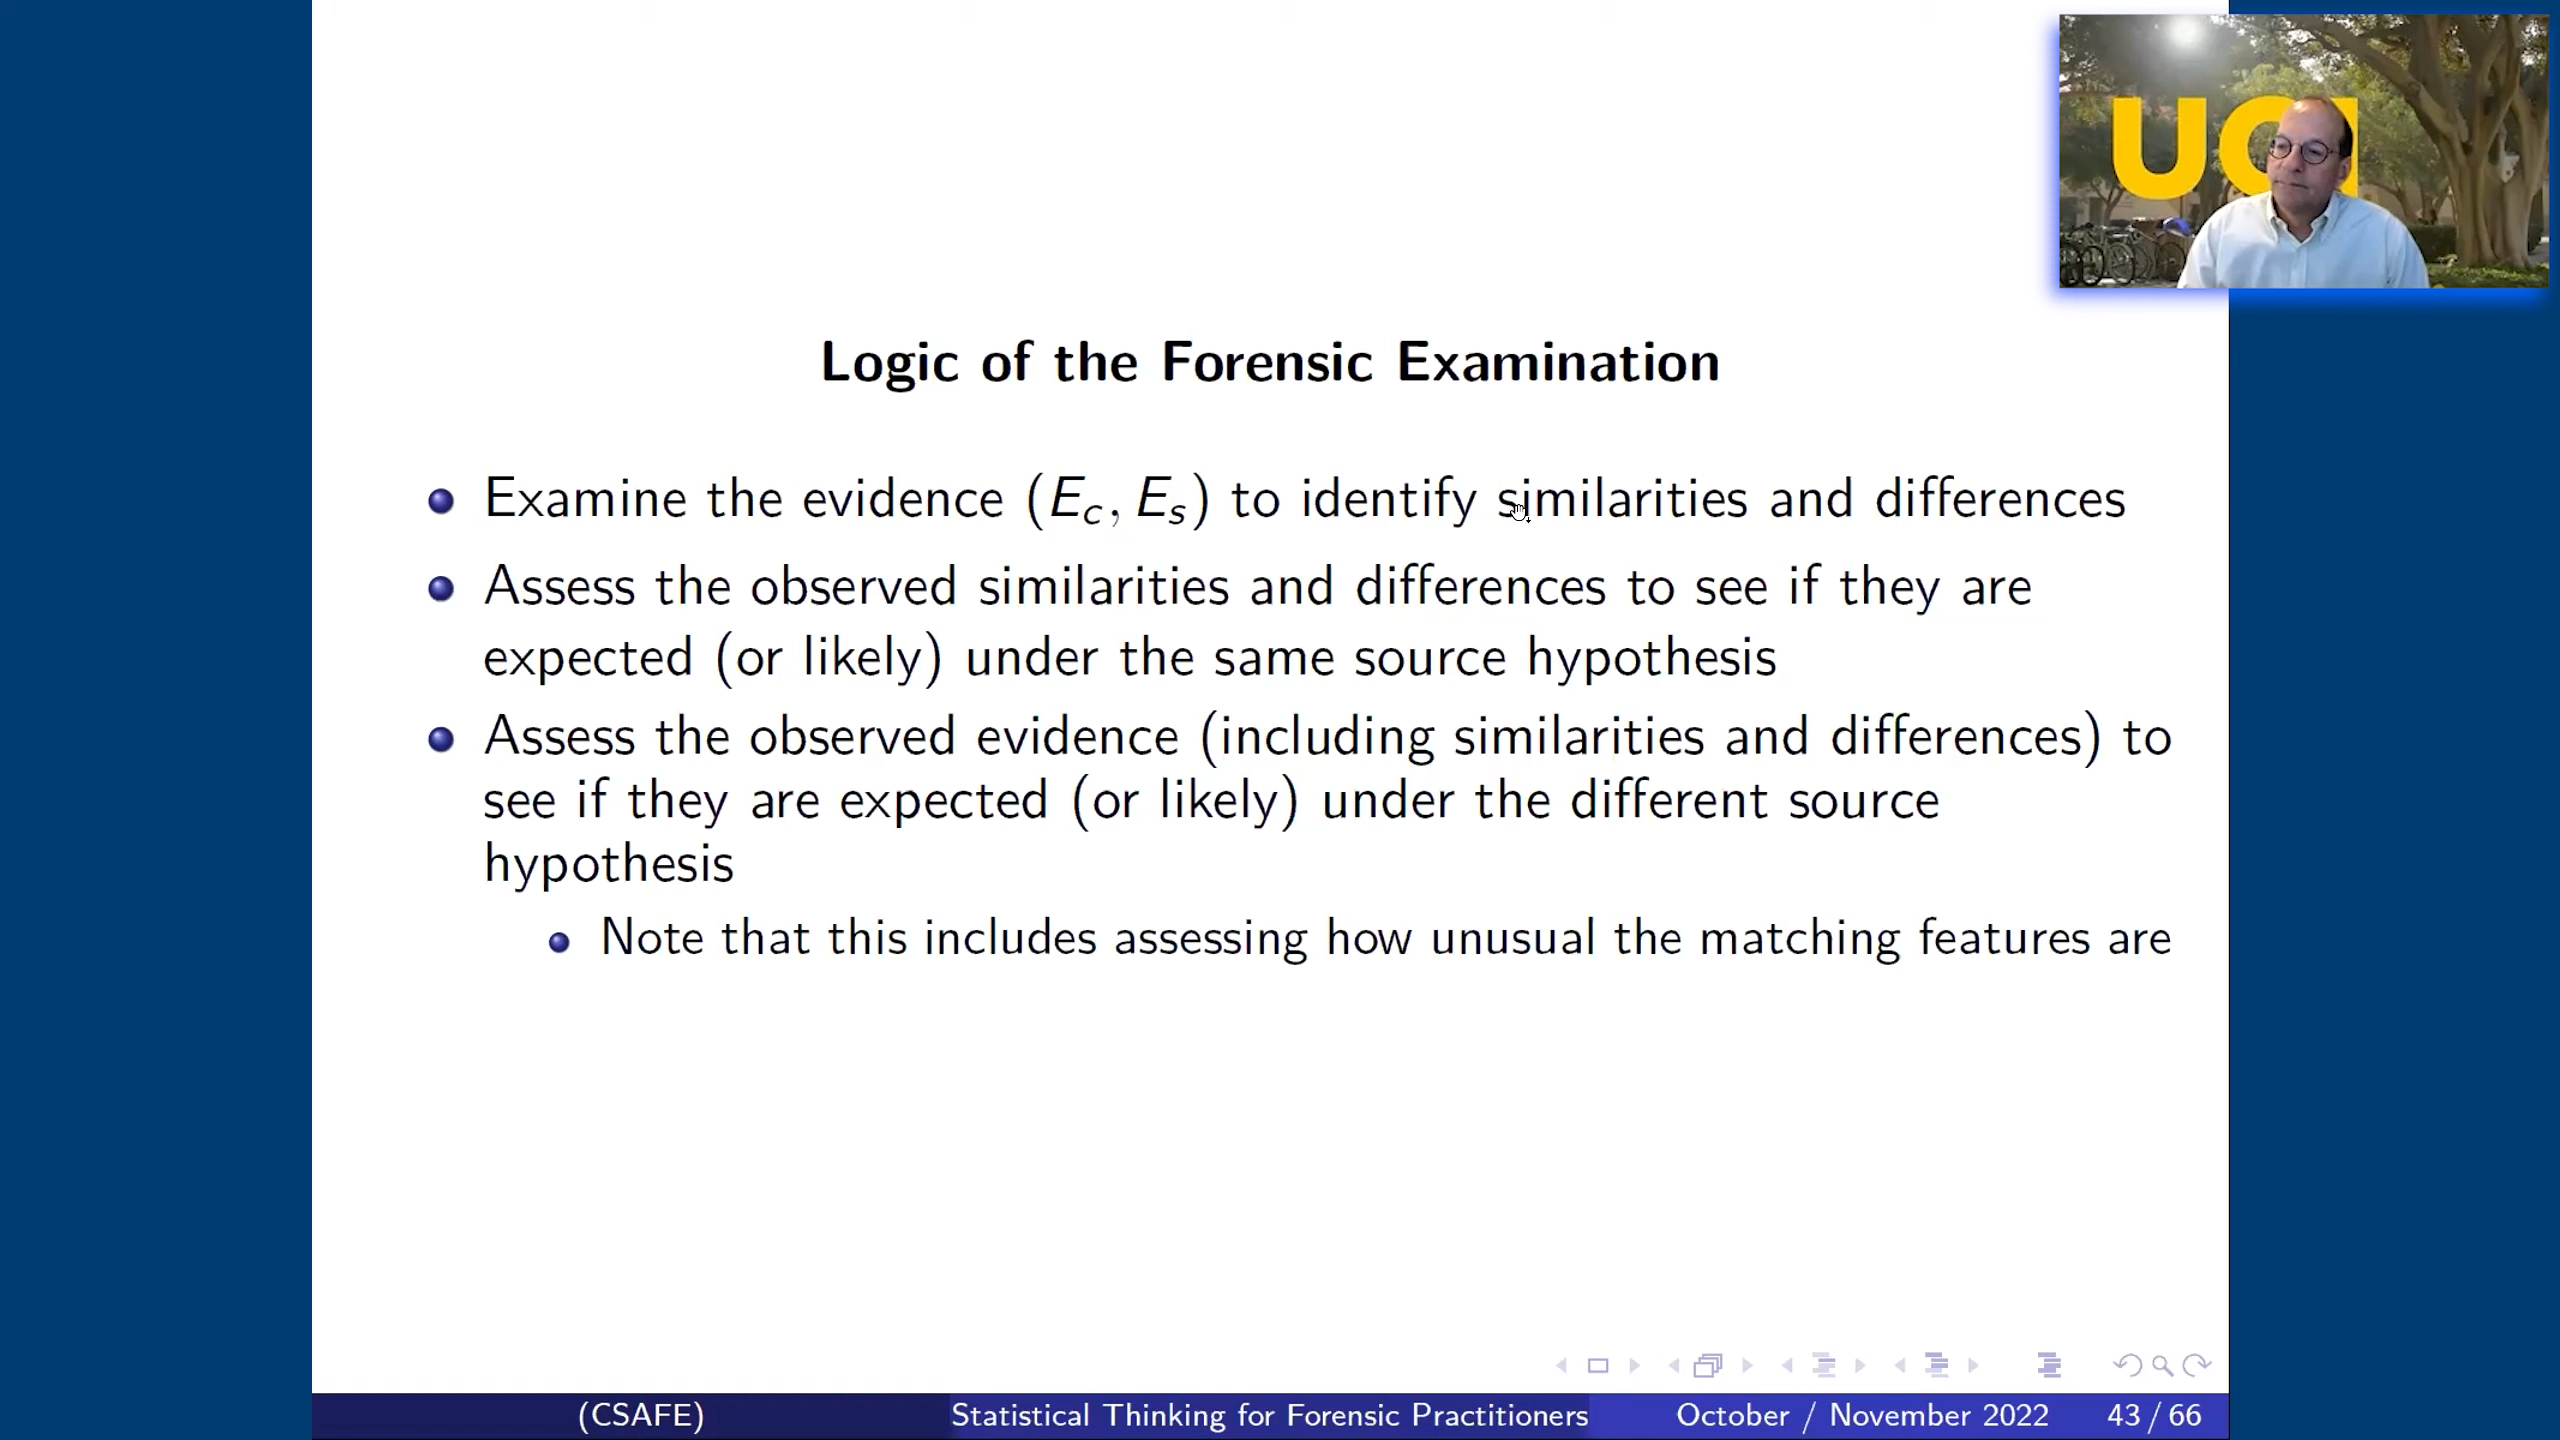 UCI
Logic of the Forensic Examination
Examine the evidence (E_c, E_s) to identify similarities and differences
Assess the observed similarities and differences to see if they are
expected (or likely) under the same source hypothesis
Assess the observed evidence (including similarities and differences) to
see if they are expected (or likely) under the different source
hypothesis
Note that this includes assessing how unusual the matching features are
(CSAFE) Statistical Thinking for Forensic Practitioners October / November 2022 43 / 66